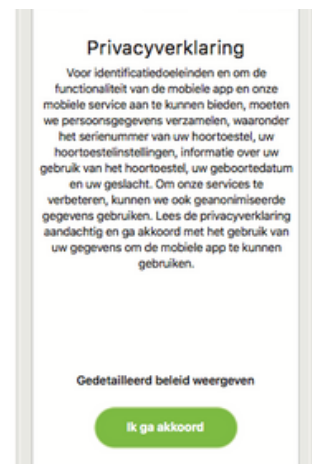 Privacyverklaring
Voor identificatiedoeleinden en om de
functionaliteit van de mobiele app en onze
mobiele service aan te kunnen bieden, moeten
we persoonsgegevens verzamelen, waaronder
het serienummer van uw hoortoestel, uw
hoortoestelinstellingen, informatie over uw
gebruik van het hoortoestel, uw geboortedatum
en uw geslacht. Om onze services te
verbeteren, kunnen we ook geanonimiseerde
gegevens gebruiken. Lees de privacyverklaring
aandachtig en ga akkoord met het gebruik van
uw gegevens om de mobiele app te kunnen
gebruiken.
Gedetailleerd beleid weergeven
Ik ga akkoord